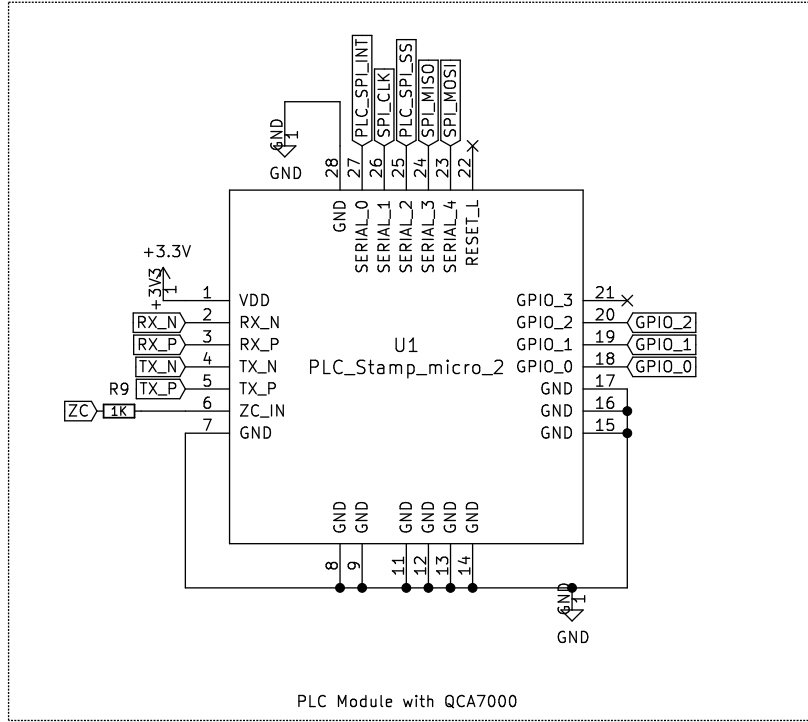 PLC_SPI_INT
SPI_CLK
PLC_SPI_SS
SPI_MISO
SPI_MOSI
GND
1
GND
28
27
26
25
24
23
22
GND
SERIAL_0
SERIAL_1
SERIAL_2
SERIAL_3
SERIAL_4
RESET_L
+3.3V
+3V3
1
1 VDD
RX_N 2 RX_N
RX_P 3 RX_P
TX_N 4 TX_N
TX_P 5 TX_P
R9
ZC 1K 6 ZC_IN
7 GND
U1
PLC_Stamp_micro_2
GPIO_3 21
GPIO_2 20 GPIO_2
GPIO_1 19 GPIO_1
GPIO_0 18 GPIO_0
GND 17
GND 16
GND 15
GND
GND
GND
GND
GND
GND
8
9
11
12
13
14
GND
1
GND
PLC Module with QCA7000